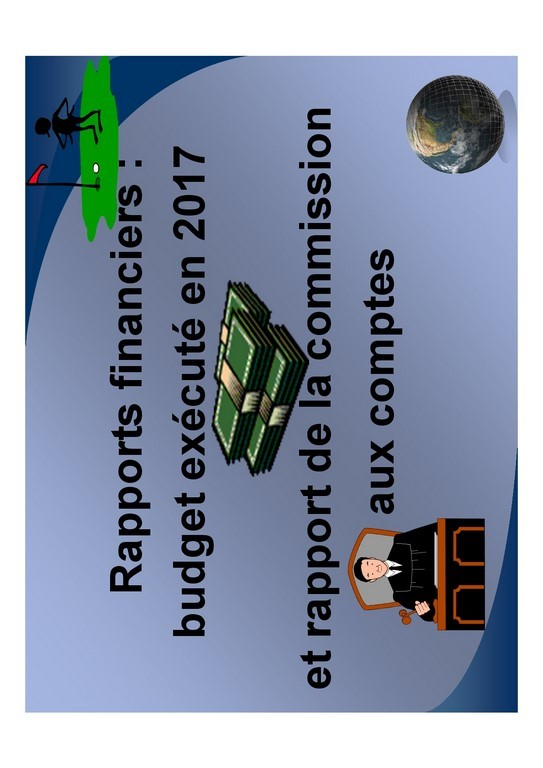 Rapports financiers :
budget exécuté en 2017
et rapport de la commission
aux comptes